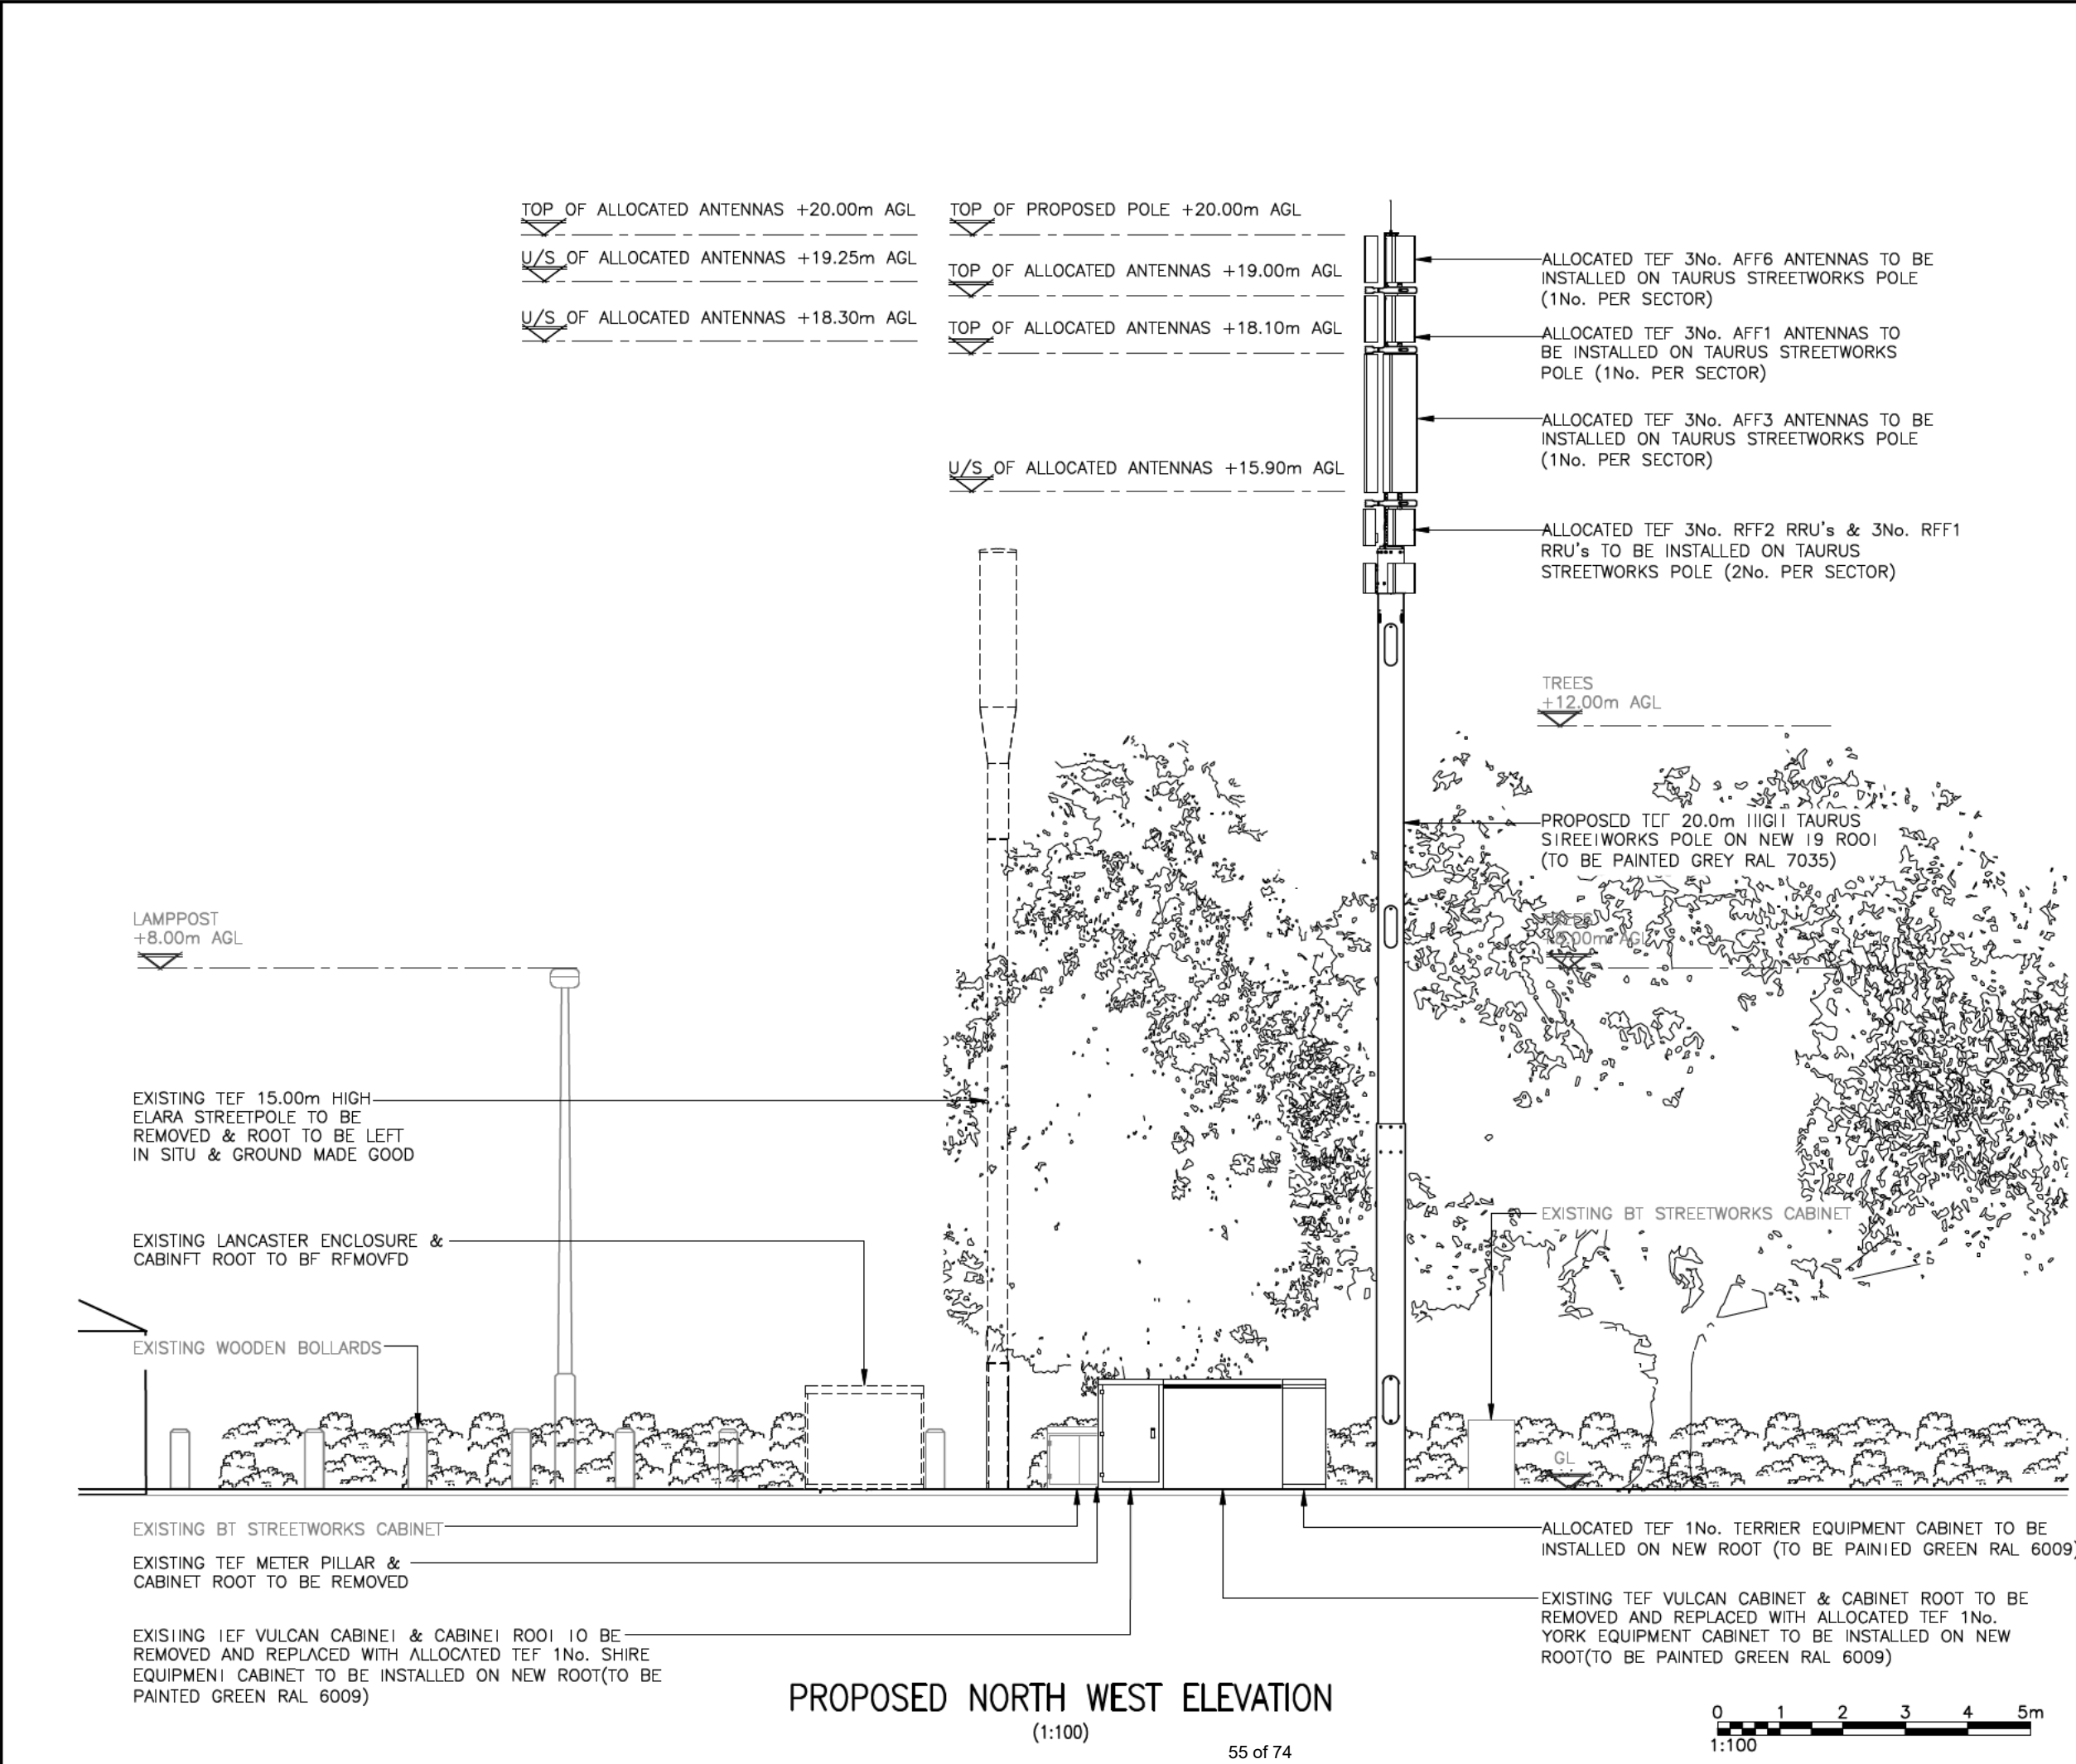 TOP OF ALLOCATED ANTENNAS +20.00m AGL
U/S OF ALLOCATED ANTENNAS +19.25m AGL
U/S OF ALLOCATED ANTENNAS +18.30m AGL
TOP OF PROPOSED POLE +20.00m AGL
TOP OF ALLOCATED ANTENNAS +19.00m AGL
TOP OF ALLOCATED ANTENNAS +18.10m AGL
U/S OF ALLOCATED ANTENNAS +15.90m AGL
ALLOCATED TEF 3No. AFF6 ANTENNAS TO BE
INSTALLED ON TAURUS STREETWORKS POLE
(1No. PER SECTOR)
ALLOCATED TEF 3No. AFF1 ANTENNAS TO
BE INSTALLED ON TAURUS STREETWORKS
POLE (1No. PER SECTOR)
ALLOCATED TEF 3No. AFF3 ANTENNAS TO BE
INSTALLED ON TAURUS STREETWORKS POLE
(1No. PER SECTOR)
ALLOCATED TEF 3No. RFF2 RRU's & 3No. RFF1
RRU's TO BE INSTALLED ON TAURUS
STREETWORKS POLE (2No. PER SECTOR)
TREES
+12.00m AGL
PROPOSED TEF 20.0m HIGH TAURUS
STREETWORKS POLE ON NEW T9 ROOT
(TO BE PAINTED GREY RAL 7035)
TREES
+8.00m AGL
LAMPPOST
+8.00m AGL
EXISTING TEF 15.00m HIGH
ELARA STREETPOLE TO BE
REMOVED & ROOT TO BE LEFT
IN SITU & GROUND MADE GOOD
EXISTING LANCASTER ENCLOSURE &
CABINET ROOT TO BE REMOVED
EXISTING WOODEN BOLLARDS
EXISTING BT STREETWORKS CABINET
GL
EXISTING BT STREETWORKS CABINET
EXISTING TEF METER PILLAR &
CABINET ROOT TO BE REMOVED
EXISTING TEF VULCAN CABINET & CABINET ROOT TO BE
REMOVED AND REPLACED WITH ALLOCATED TEF 1No. SHIRE
EQUIPMENT CABINET TO BE INSTALLED ON NEW ROOT(TO BE
PAINTED GREEN RAL 6009)
ALLOCATED TEF 1No. TERRIER EQUIPMENT CABINET TO BE
INSTALLED ON NEW ROOT (TO BE PAINTED GREEN RAL 6009)
EXISTING TEF VULCAN CABINET & CABINET ROOT TO BE
REMOVED AND REPLACED WITH ALLOCATED TEF 1No.
YORK EQUIPMENT CABINET TO BE INSTALLED ON NEW
ROOT(TO BE PAINTED GREEN RAL 6009)
PROPOSED NORTH WEST ELEVATION
(1:100)
55 of 74
0 1 2 3 4 5m
1:100